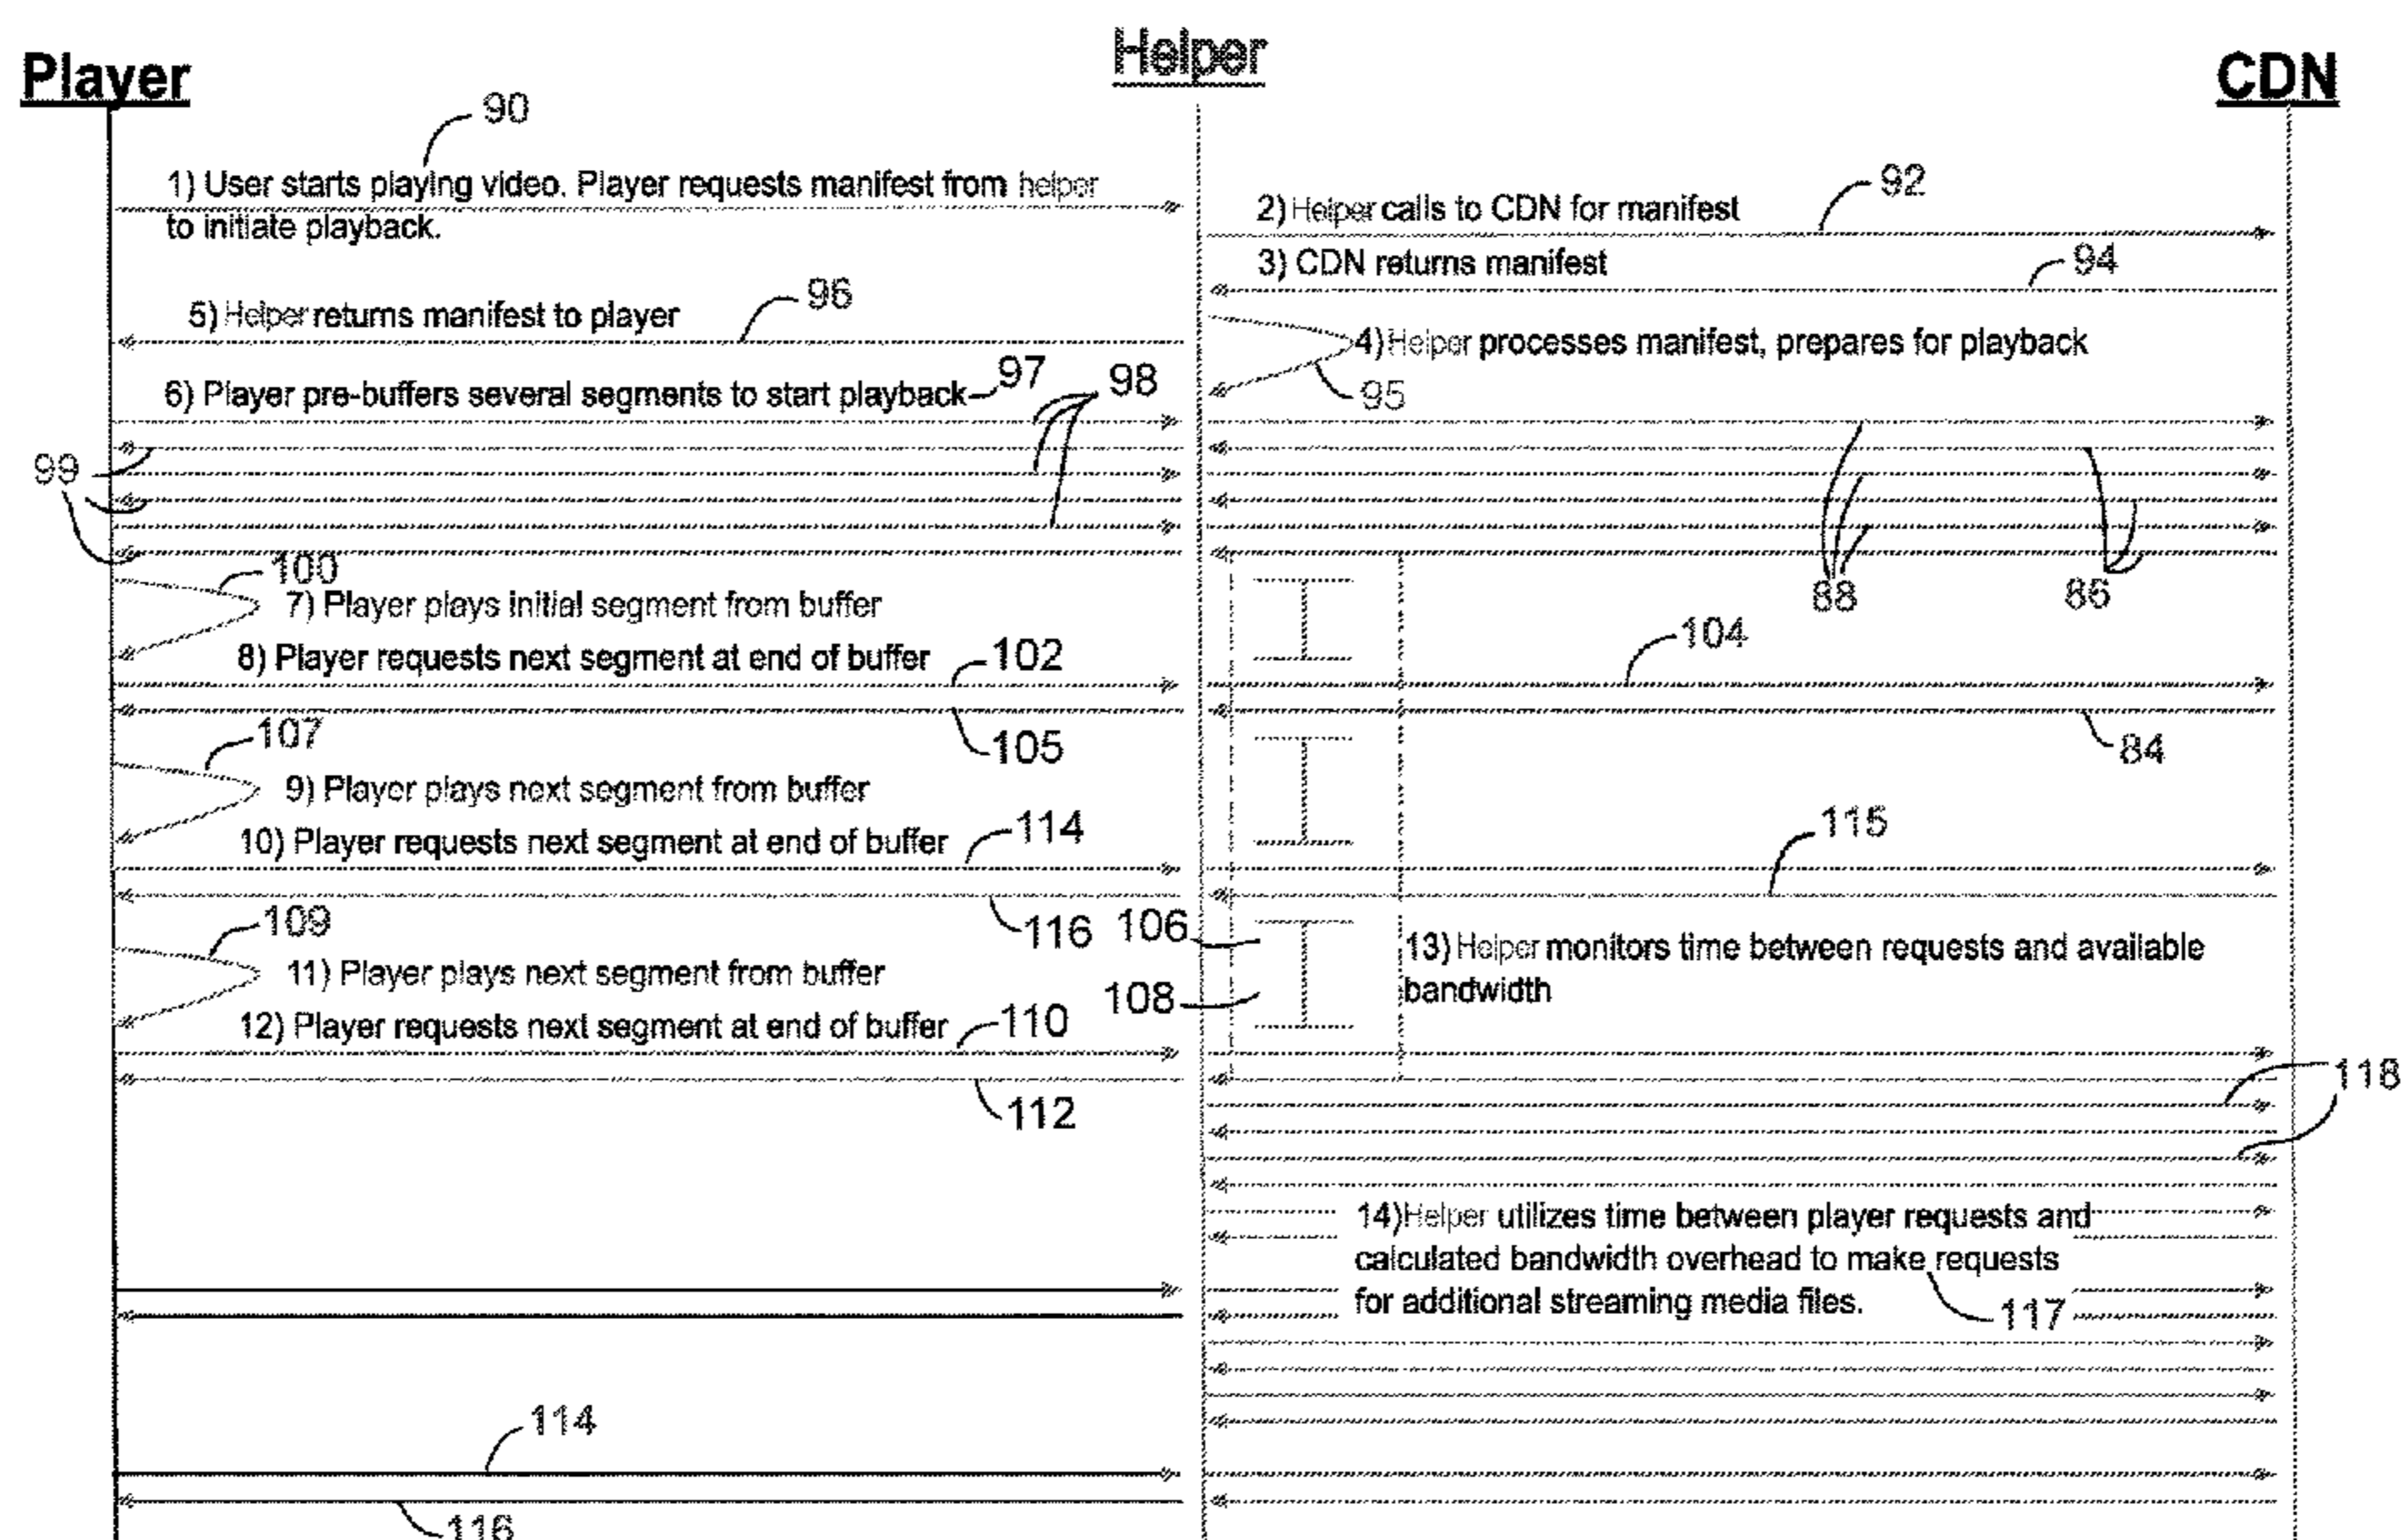 Player
Helper
CDN
90
1) User starts playing video. Player requests manifest from helper
to initiate playback.
92
2) Helper calls to CDN for manifest
3) CDN returns manifest
94
96
5) Helper returns manifest to player
4) Helper processes manifest, prepares for playback
95
6) Player pre-buffers several segments to start playback
97
98
99
88
86
100
7) Player plays initial segment from buffer
104
8) Player requests next segment at end of buffer
102
105
84
107
9) Player plays next segment from buffer
10) Player requests next segment at end of buffer
114
115
116
106
109
11) Player plays next segment from buffer
13) Helper monitors time between requests and available
bandwidth
108
12) Player requests next segment at end of buffer
110
112
118
14) Helper utilizes time between player requests and
calculated bandwidth overhead to make requests
for additional streaming media files.
117
114
116